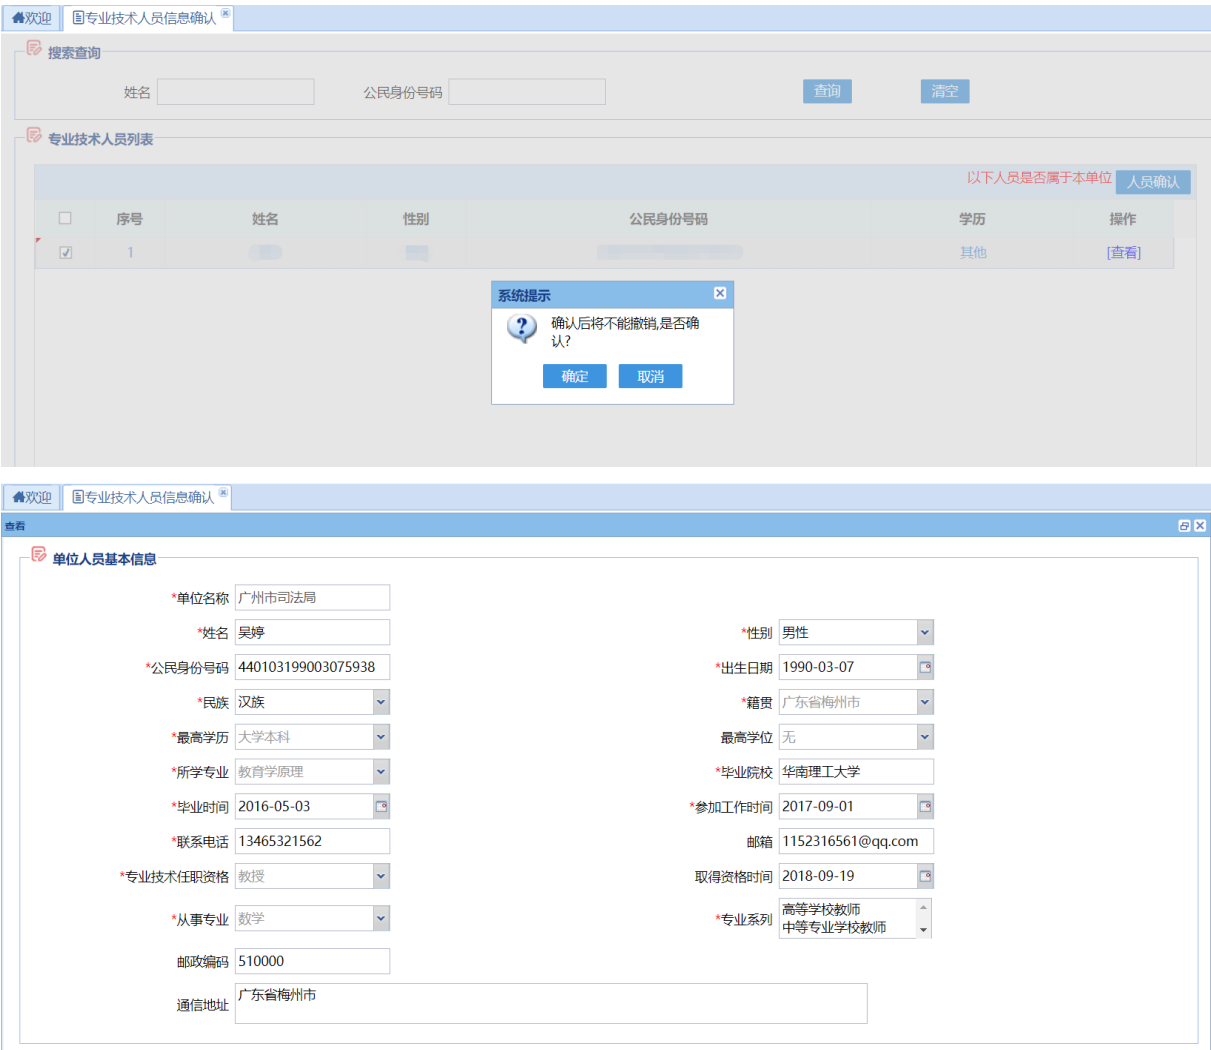 欢迎 专业技术人员信息确认
搜索查询
姓名 公民身份号码 查询 清空
专业技术人员列表
以下人员是否属于本单位 人员确认
序号 姓名 性别 公民身份号码 学历 操作
1 其他 [查看]
系统提示
确认后将不能撤销,是否确
认?
确定 取消
欢迎 专业技术人员信息确认
查看
单位人员基本信息
*单位名称 广州市司法局
*姓名 吴婷 *性别 男性
*公民身份号码 440103199003075938 *出生日期 1990-03-07
*民族 汉族 *籍贯 广东省梅州市
*最高学历 大学本科 最高学位 无
*所学专业 教育学原理 *毕业院校 华南理工大学
*毕业时间 2016-05-03 *参加工作时间 2017-09-01
*联系电话 13465321562 邮箱 1152316561@qq.com
*专业技术任职资格 教授 取得资格时间 2018-09-19
*从事专业 数学 *专业系列 高等学校教师
中等专业学校教师
邮政编码 510000
通信地址 广东省梅州市